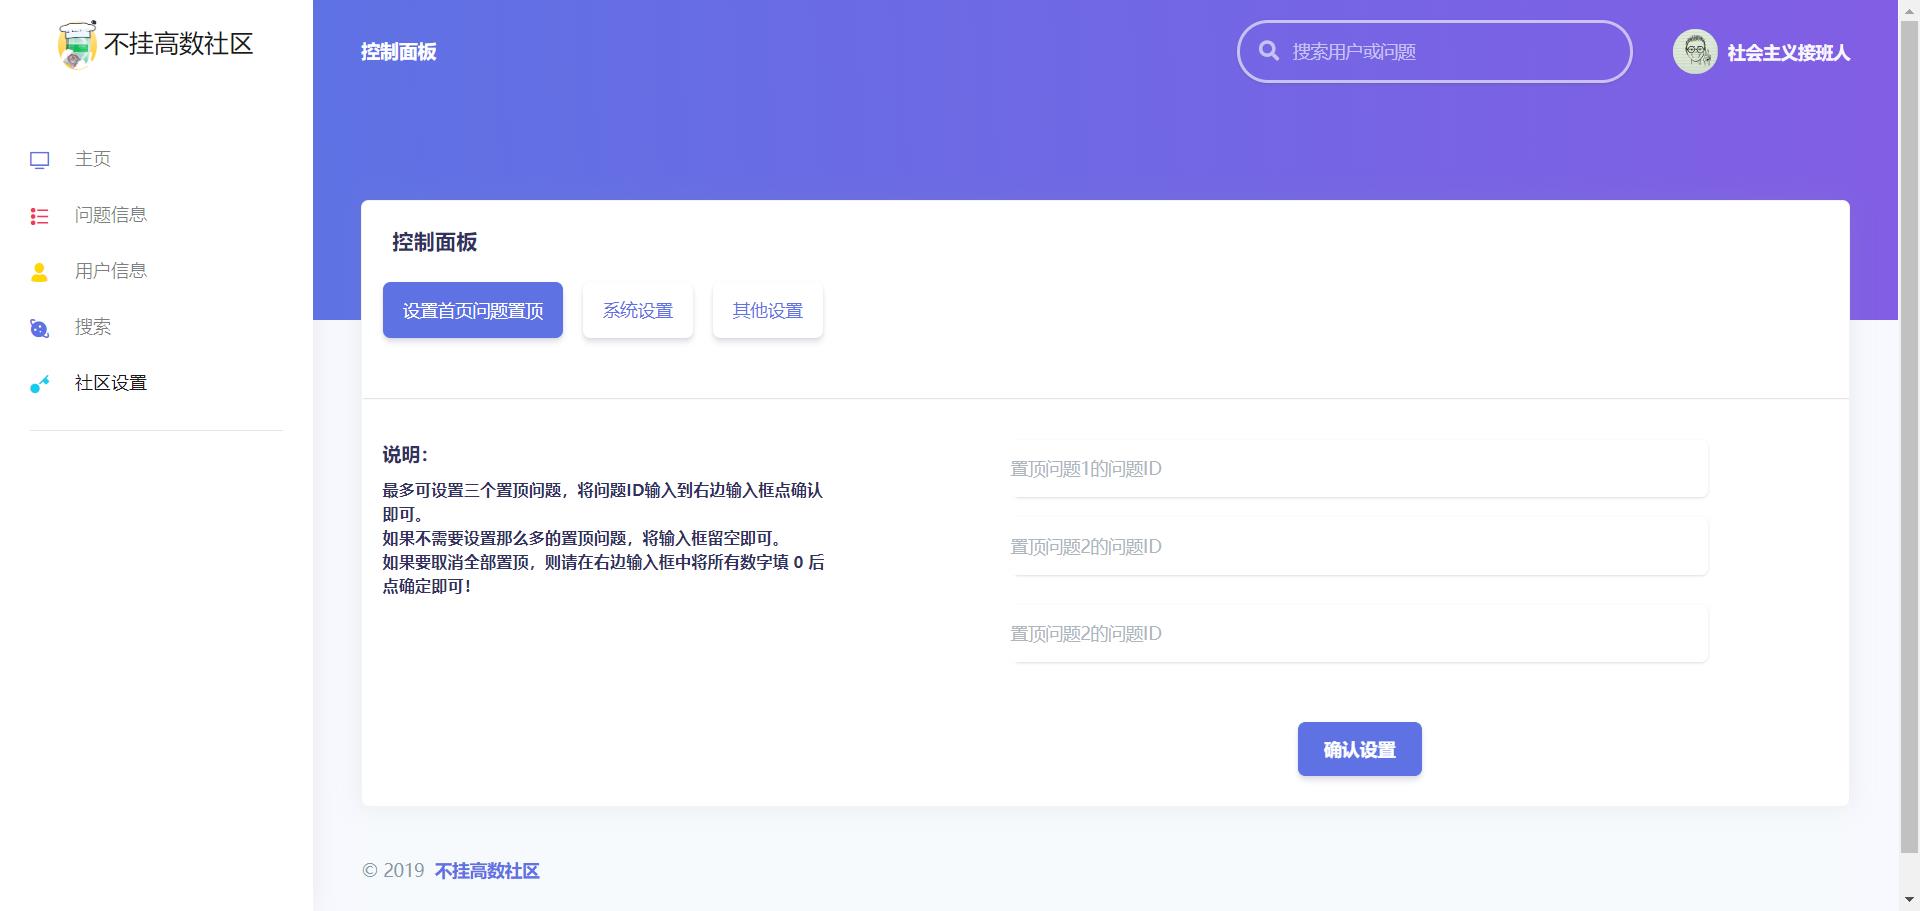 不挂高数社区
控制面板
搜索用户或问题
社会主义接班人
主页
问题信息
用户信息
搜索
社区设置
控制面板
设置首页问题置顶
系统设置
其他设置
说明：
最多可设置三个置顶问题，将问题ID输入到右边输入框点确认
即可。
如果不需要设置那么多的置顶问题，将输入框留空即可。
如果要取消全部置顶，则请在右边输入框中将所有数字填 0 后
点确定即可！
置顶问题1的问题ID
置顶问题2的问题ID
置顶问题2的问题ID
确认设置
© 2019 不挂高数社区